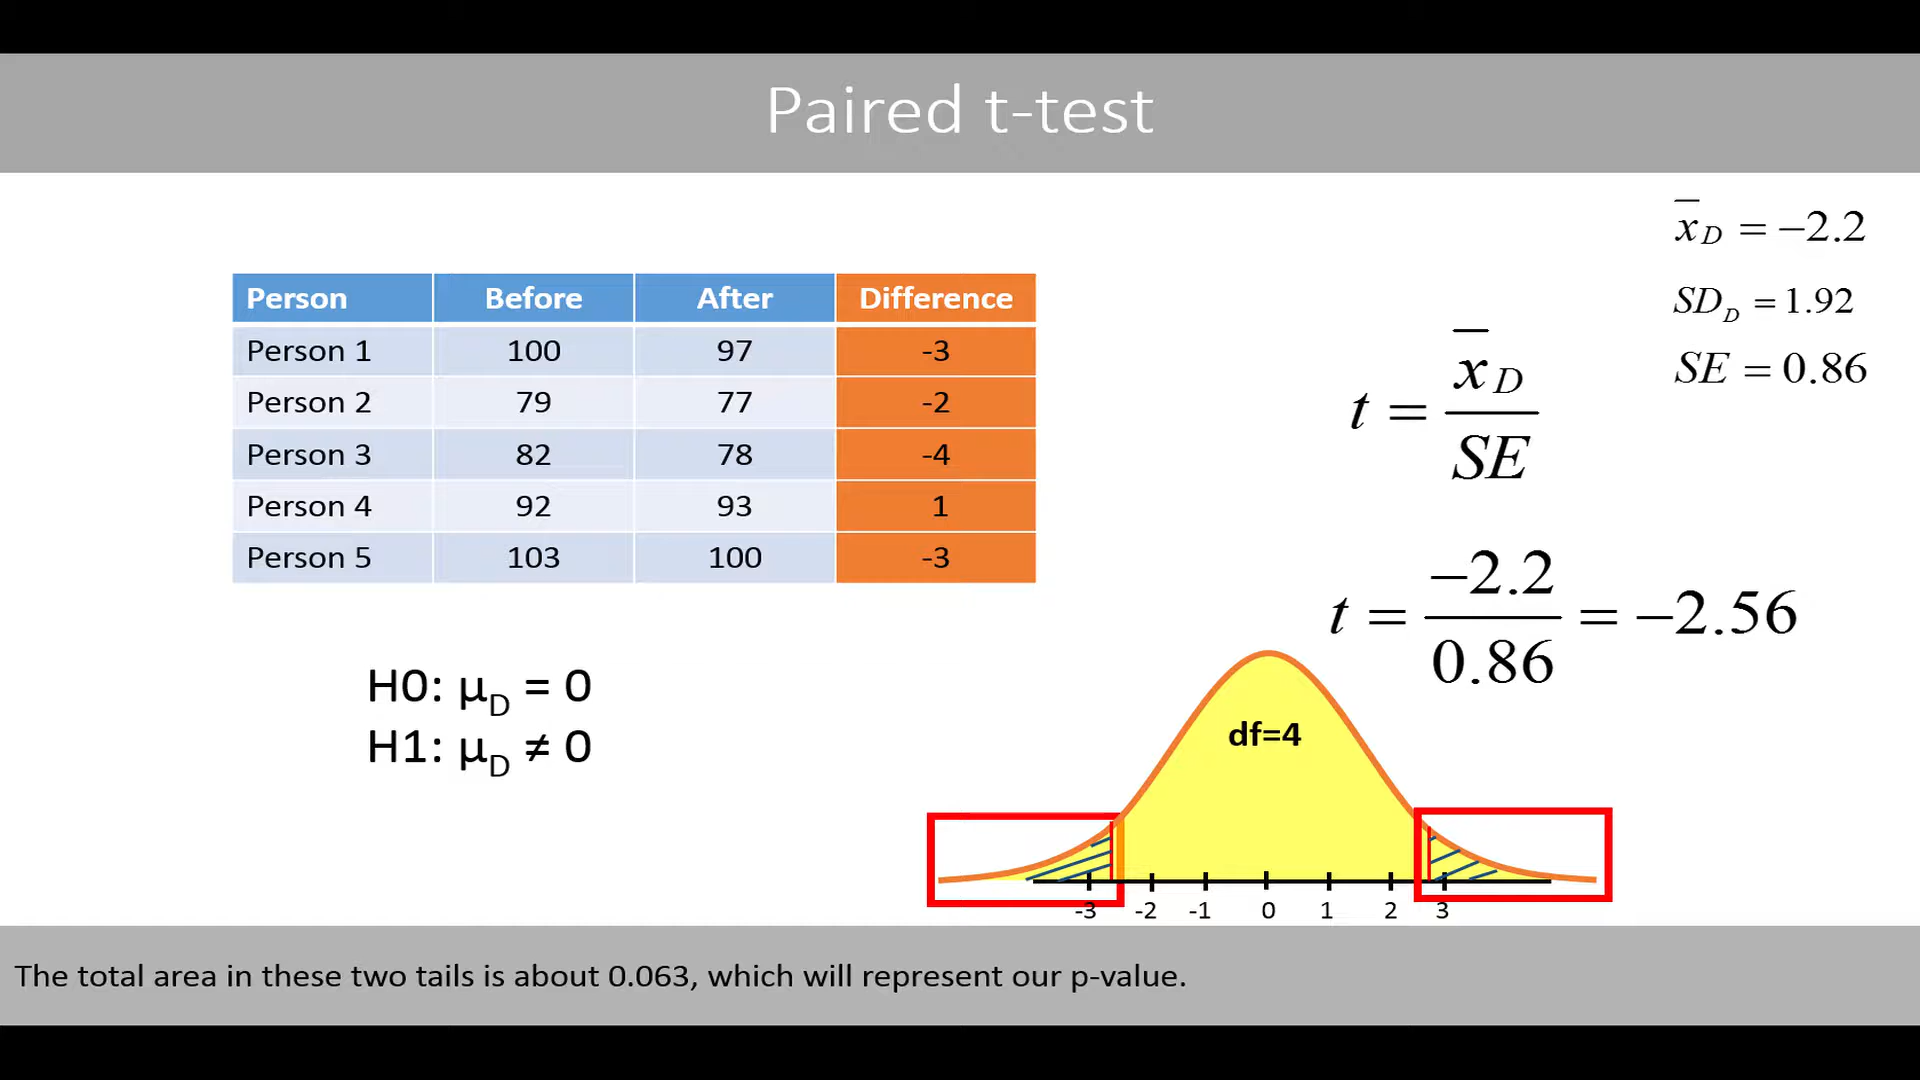 Paired t-test
x̄_D = −2.2
SD_D = 1.92
SE = 0.86
Person Before After Difference
Person 1 100 97 -3
Person 2 79 77 -2
Person 3 82 78 -4
Person 4 92 93 1
Person 5 103 100 -3
t = x̄_D / SE
t = −2.2 / 0.86 = −2.56
H0: μ_D = 0
H1: μ_D ≠ 0
df=4
-3 -2 -1 0 1 2 3
The total area in these two tails is about 0.063, which will represent our p-value.